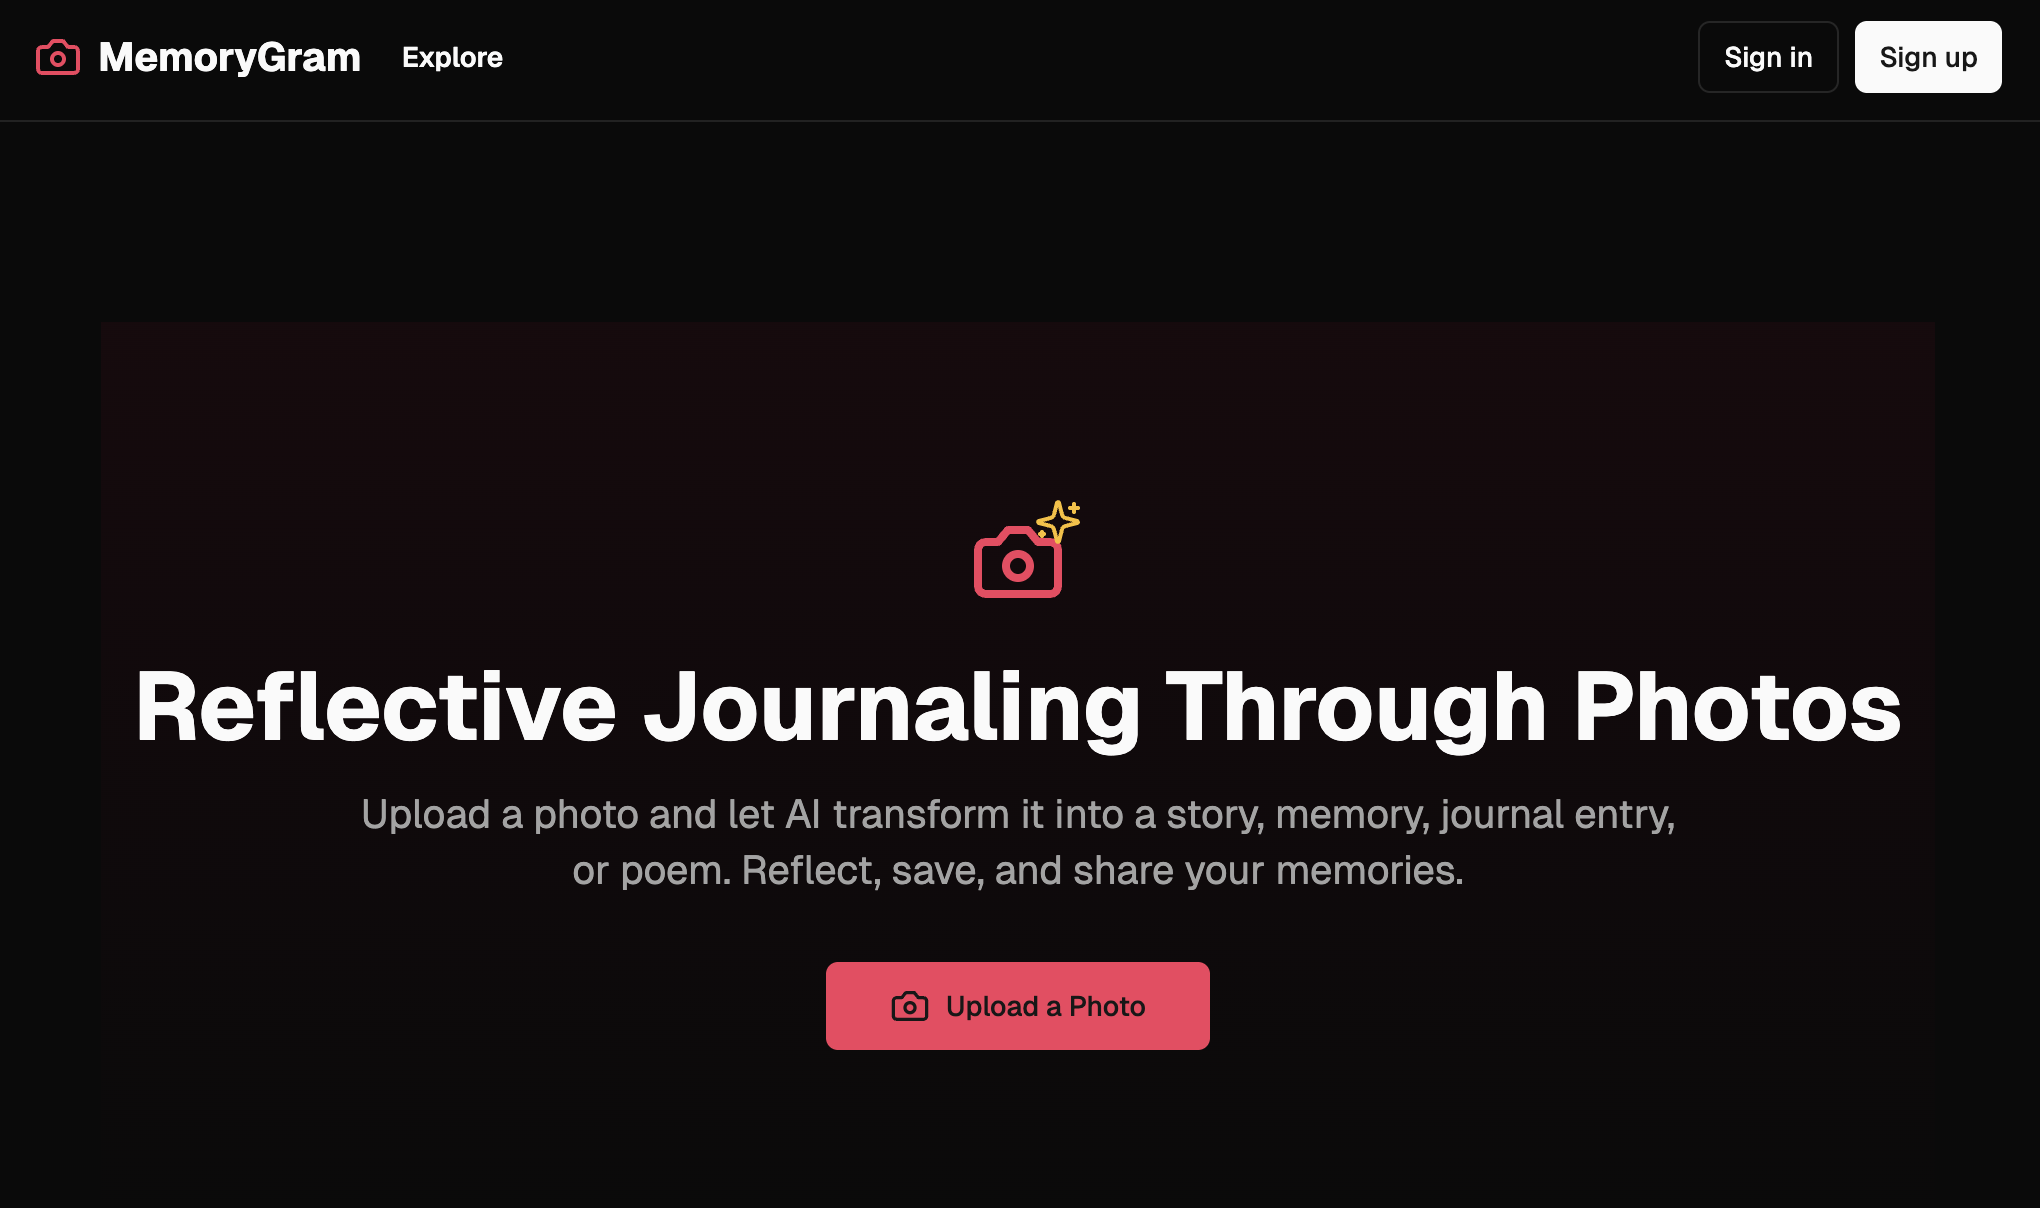 MemoryGram
Explore
Sign in
Sign up
Reflective Journaling Through Photos
Upload a photo and let AI transform it into a story, memory, journal entry,
or poem. Reflect, save, and share your memories.
Upload a Photo